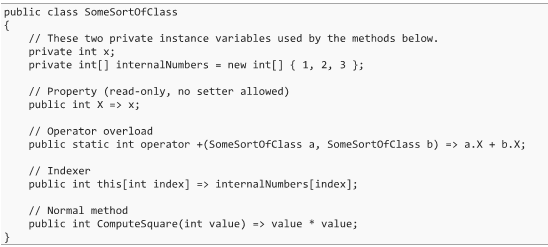 public class SomeSortOfClass
{
    // These two private instance variables used by the methods below.
    private int x;
    private int[] internalNumbers = new int[] { 1, 2, 3 };

    // Property (read-only, no setter allowed)
    public int X => x;

    // Operator overload
    public static int operator +(SomeSortOfClass a, SomeSortOfClass b) => a.X + b.X;

    // Indexer
    public int this[int index] => internalNumbers[index];

    // Normal method
    public int ComputeSquare(int value) => value * value;
}